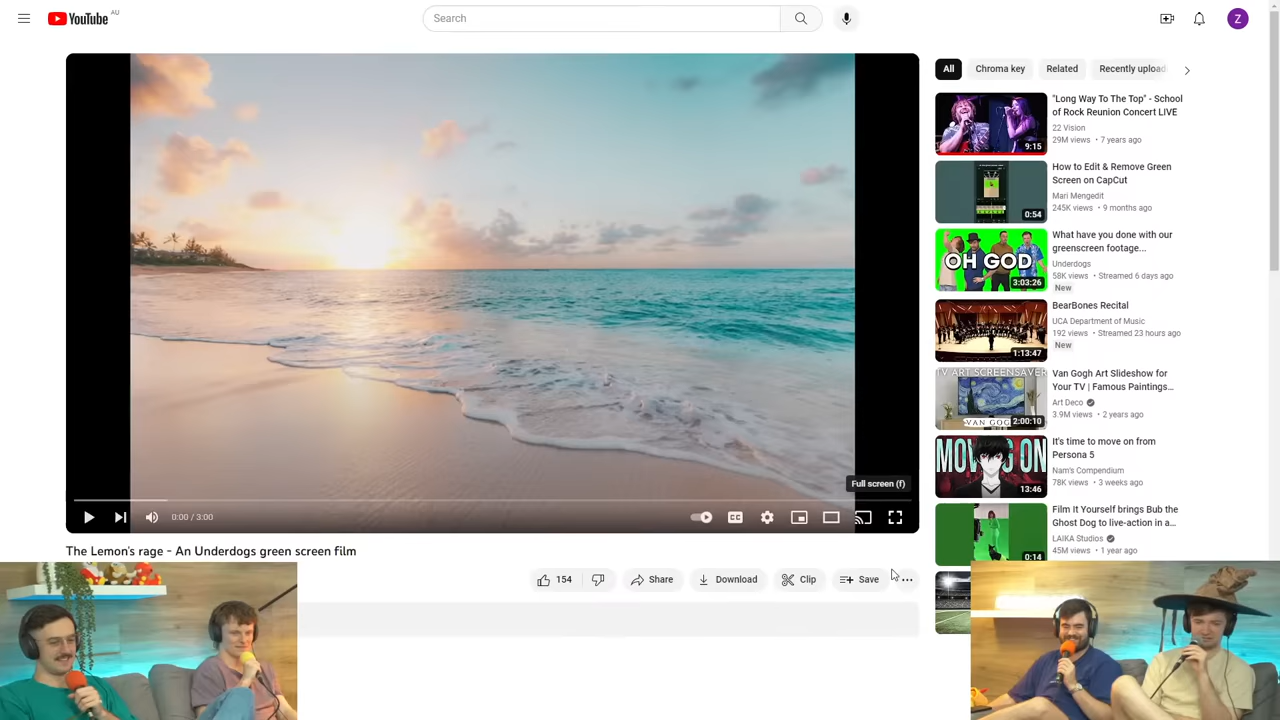 YouTube AU
Search
Z
Full screen (f)
0:00 / 3:00
CC
The Lemon's rage - An Underdogs green screen film
154
Share
Download
Clip
Save
All
Chroma key
Related
Recently upload
9:15
"Long Way To The Top" - School
of Rock Reunion Concert LIVE
22 Vision
29M views • 7 years ago
0:54
How to Edit & Remove Green
Screen on CapCut
Mari Mengedit
245K views • 9 months ago
OH GOD
3:03:26
What have you done with our
greenscreen footage...
Underdogs
58K views • Streamed 6 days ago
New
1:13:47
BearBones Recital
UCA Department of Music
192 views • Streamed 23 hours ago
New
TV ART SCREENSAVER
VAN GOG
2:00:10
Van Gogh Art Slideshow for
Your TV | Famous Paintings...
Art Deco
3.9M views • 2 years ago
MOVING ON
13:46
It's time to move on from
Persona 5
Nam's Compendium
78K views • 3 weeks ago
0:14
Film It Yourself brings Bub the
Ghost Dog to live-action in a...
LAIKA Studios
45M views • 1 year ago